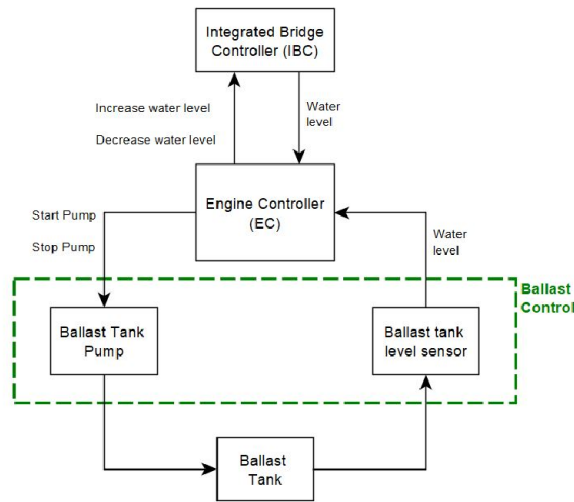 Integrated Bridge
Controller (IBC)
Increase water level
Decrease water level
Water
level
Engine Controller
(EC)
Start Pump
Stop Pump
Water
level
Ballast
Control
Ballast Tank
Pump
Ballast tank
level sensor
Ballast
Tank